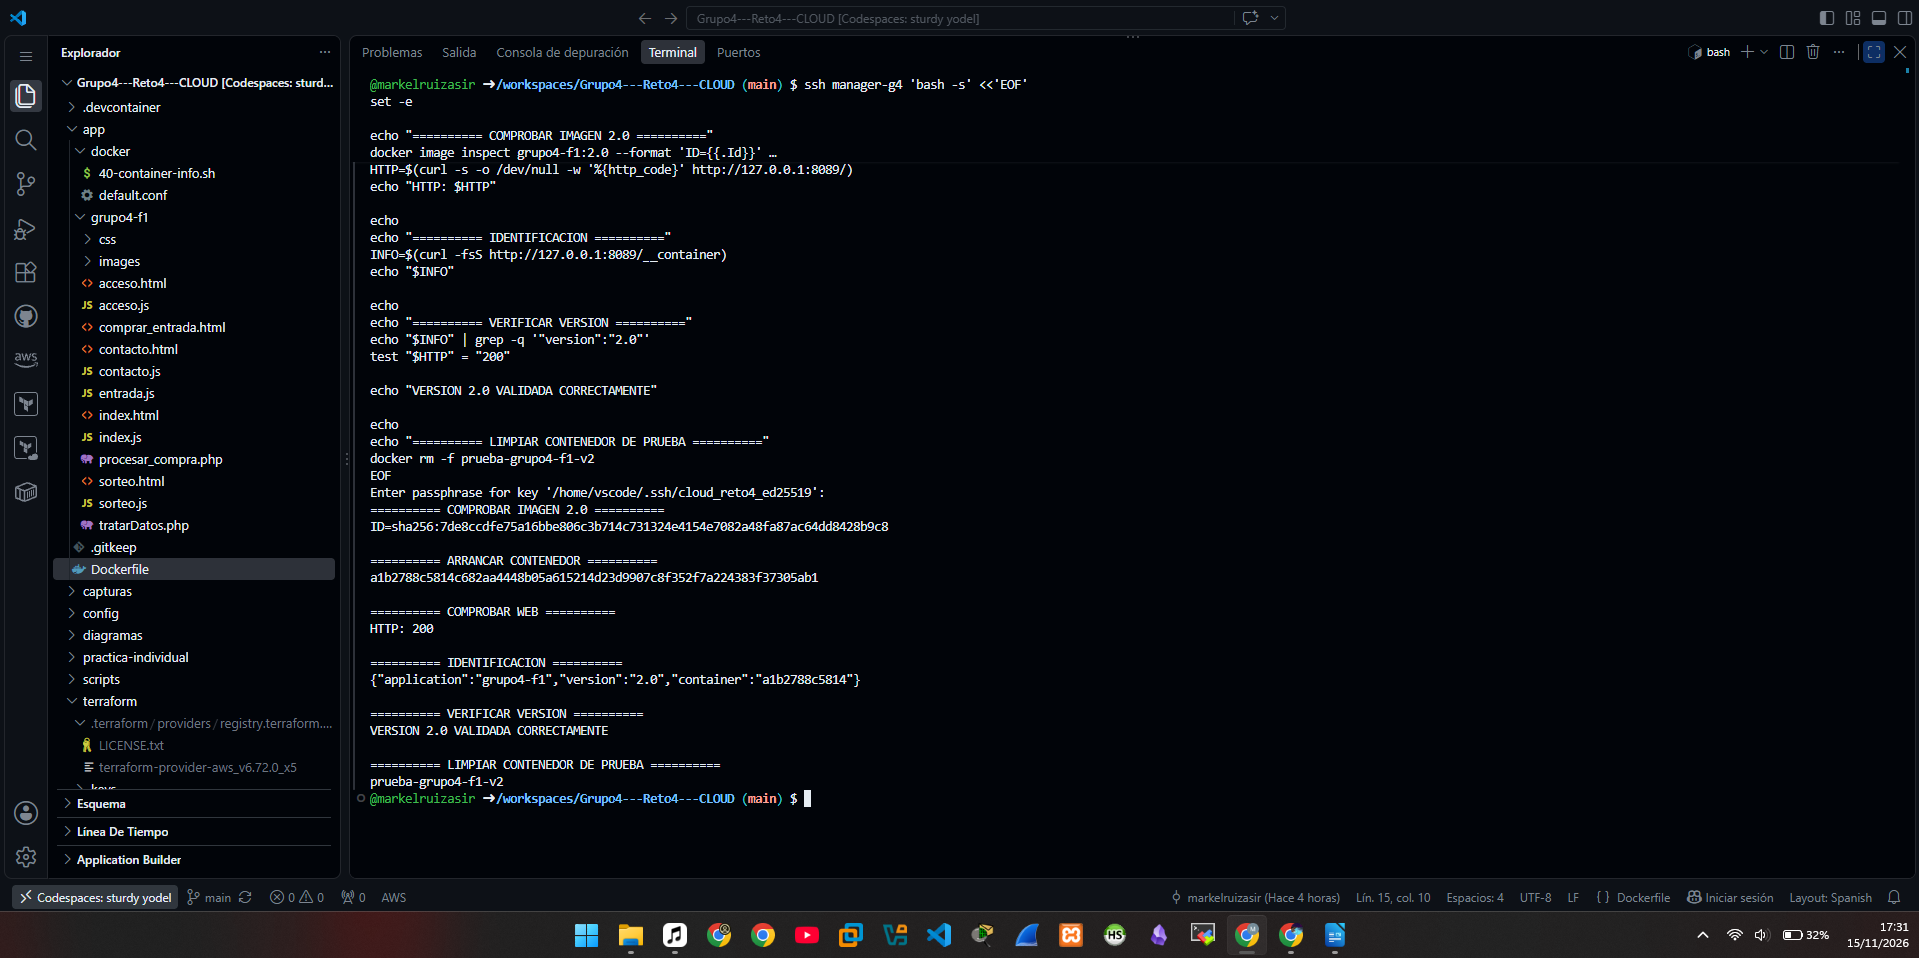 Grupo4---Reto4---CLOUD [Codespaces: sturdy yodel]
Explorador
Grupo4---Reto4---CLOUD [Codespaces: sturd...
.devcontainer
app
docker
$ 40-container-info.sh
default.conf
grupo4-f1
css
images
<> acceso.html
JS acceso.js
<> comprar_entrada.html
<> contacto.html
JS contacto.js
JS entrada.js
<> index.html
JS index.js
procesar_compra.php
<> sorteo.html
JS sorteo.js
tratarDatos.php
.gitkeep
Dockerfile
capturas
config
diagramas
practica-individual
scripts
terraform
.terraform / providers / registry.terraform....
LICENSE.txt
terraform-provider-aws_v6.72.0_x5
keys
Esquema
Línea De Tiempo
Application Builder
aws
Problemas Salida Consola de depuración Terminal Puertos
bash
@markelruizasir ➜/workspaces/Grupo4---Reto4---CLOUD (main) $ ssh manager-g4 'bash -s' <<'EOF'
set -e
echo "========== COMPROBAR IMAGEN 2.0 =========="
docker image inspect grupo4-f1:2.0 --format 'ID={{.Id}}' …
HTTP=$(curl -s -o /dev/null -w '%{http_code}' http://127.0.0.1:8089/)
echo "HTTP: $HTTP"
echo
echo "========== IDENTIFICACION =========="
INFO=$(curl -fsS http://127.0.0.1:8089/__container)
echo "$INFO"
echo
echo "========== VERIFICAR VERSION =========="
echo "$INFO" | grep -q '"version":"2.0"'
test "$HTTP" = "200"
echo "VERSION 2.0 VALIDADA CORRECTAMENTE"
echo
echo "========== LIMPIAR CONTENEDOR DE PRUEBA =========="
docker rm -f prueba-grupo4-f1-v2
EOF
Enter passphrase for key '/home/vscode/.ssh/cloud_reto4_ed25519':
========== COMPROBAR IMAGEN 2.0 ==========
ID=sha256:7de8ccdfe75a16bbe806c3b714c731324e4154e7082a48fa87ac64dd8428b9c8
========== ARRANCAR CONTENEDOR ==========
a1b2788c5814c682aa4448b05a615214d23d9907c8f352f7a224383f37305ab1
========== COMPROBAR WEB ==========
HTTP: 200
========== IDENTIFICACION ==========
{"application":"grupo4-f1","version":"2.0","container":"a1b2788c5814"}
========== VERIFICAR VERSION ==========
VERSION 2.0 VALIDADA CORRECTAMENTE
========== LIMPIAR CONTENEDOR DE PRUEBA ==========
prueba-grupo4-f1-v2
@markelruizasir ➜/workspaces/Grupo4---Reto4---CLOUD (main) $
Codespaces: sturdy yodel main 0 0 0 AWS
markelruizasir (Hace 4 horas) Lín. 15, col. 10 Espacios: 4 UTF-8 LF { } Dockerfile Iniciar sesión Layout: Spanish
HS
32%
17:31
15/11/2026